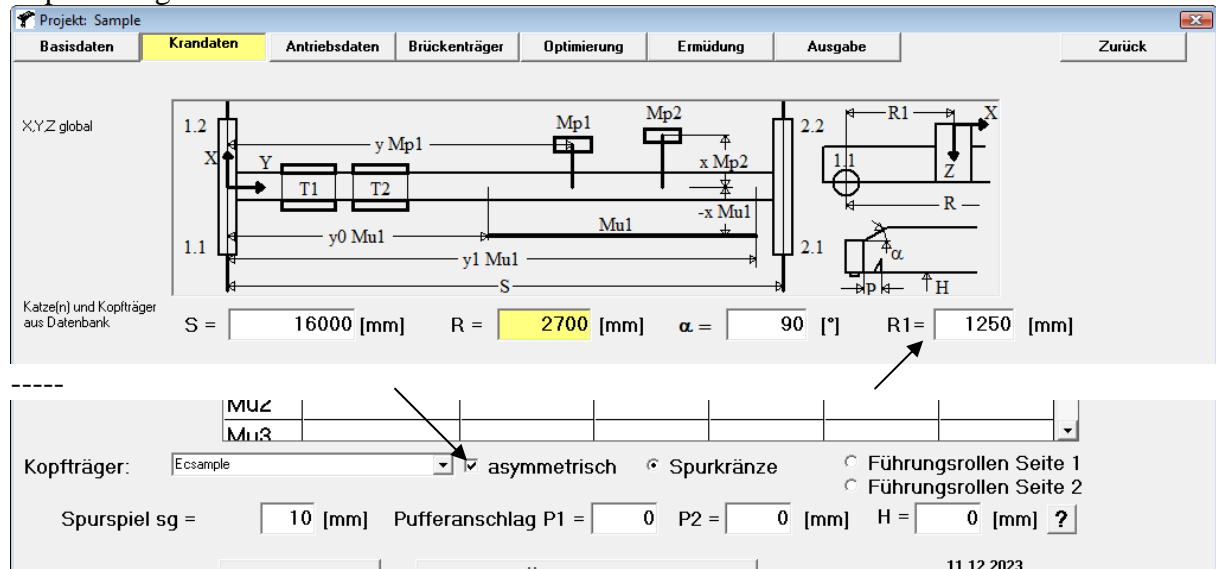 Projekt: Sample
Basisdaten Krandaten Antriebsdaten Brückenträger Optimierung Ermüdung Ausgabe Zurück
X,Y,Z global
1.2 y Mp1 Mp1 Mp2 2.2 R1 X
X Y T1 T2 x Mp2 1.1 Z
-x Mu1 R
1.1 y0 Mu1 Mu1 2.1 α
y1 Mu1
S P H
Katze(n) und Kopfträger
aus Datenbank
S = 16000 [mm] R = 2700 [mm] α = 90 [°] R1= 1250 [mm]
-----
Mu2
Mu3
Kopfträger: Ecsample asymmetrisch Spurkränze Führungsrollen Seite 1
Führungsrollen Seite 2
Spurspiel sg = 10 [mm] Pufferanschlag P1 = 0 P2 = 0 [mm] H = 0 [mm] ?
11.12.2023